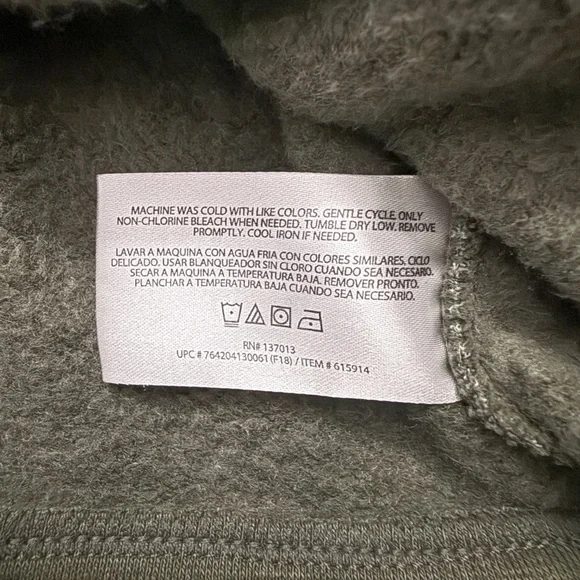 MACHINE WAS COLD WITH LIKE COLORS. GENTLE CYCLE. ONLY
NON-CHLORINE BLEACH WHEN NEEDED. TUMBLE DRY LOW. REMOVE
PROMPTLY. COOL IRON IF NEEDED.
LAVAR A MAQUINA CON AGUA FRIA CON COLORES SIMILARES. CICLO
DELICADO. USAR BLANQUEADOR SIN CLORO CUANDO SEA NECESARIO.
SECAR A MAQUINA A TEMPERATURA BAJA. REMOVER PRONTO.
PLANCHAR A TEMPERATURA BAJA CUANDO SEA NECESARIO.
RN# 137013
UPC # 764204130061 (F18) / ITEM # 615914